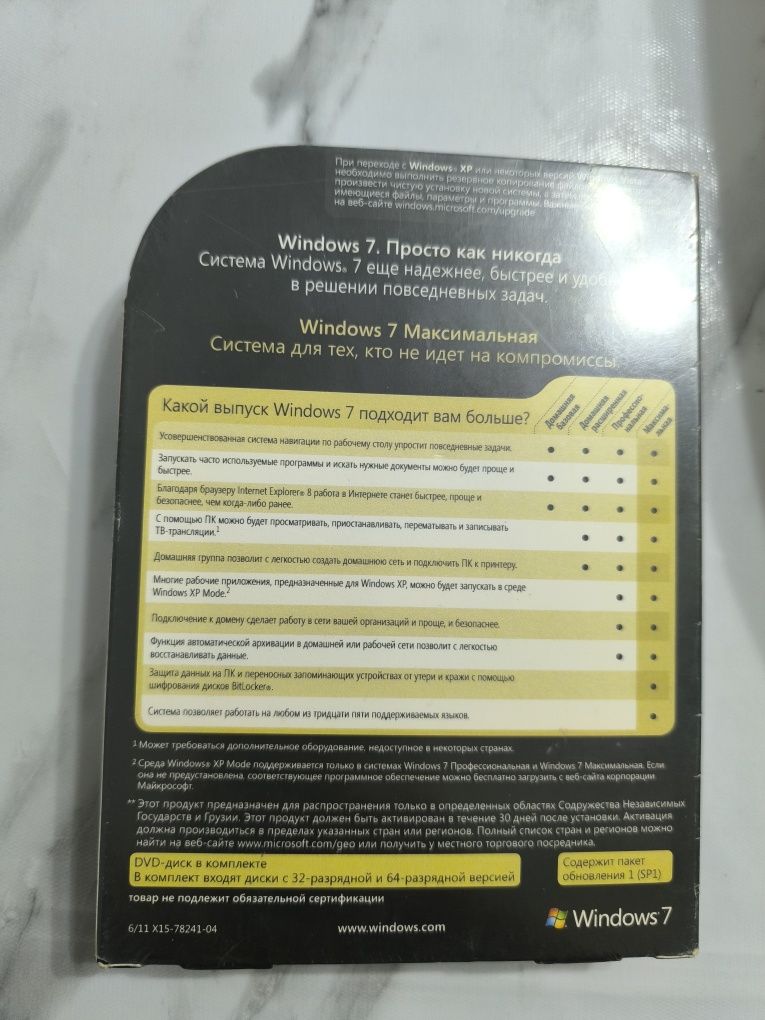 При переходе с Windows® XP или некоторых версий Windows Vista
необходимо выполнить резервное копирование файлов
произвести чистую установку новой системы, а затем
имеющиеся файлы, параметры и программы. Важные
на веб-сайте windows.microsoft.com/upgrade
Windows 7. Просто как никогда
Система Windows® 7 еще надежнее, быстрее и
в решении повседневных задач.
Windows 7 Максимальная
Система для тех, кто не идет на компромиссы.
Какой выпуск Windows 7 подходит вам больше?
Домашняя
базовая
Домашняя
расширенная
Профессио-
нальная
Максима-
льная
Усовершенствованная система навигации по рабочему столу упростит повседневные задачи.
Запускать часто используемые программы и искать нужные документы можно будет проще и
быстрее.
Благодаря браузеру Internet Explorer® 8 работа в Интернете станет быстрее, проще и
безопаснее, чем когда-либо ранее.
С помощью ПК можно будет просматривать, приостанавливать, перематывать и записывать
ТВ-трансляции.1
Домашняя группа позволит с легкостью создать домашнюю сеть и подключить ПК к принтеру.
Многие рабочие приложения, предназначенные для Windows XP, можно будет запускать в среде
Windows XP Mode.2
Подключение к домену сделает работу в сети вашей организаций и проще, и безопаснее.
Функция автоматической архивации в домашней или рабочей сети позволит с легкостью
восстанавливать данные.
Защита данных на ПК и переносных запоминающих устройствах от утери и кражи с помощью
шифрования дисков BitLocker®.
Система позволяет работать на любом из тридцати пяти поддерживаемых языков.
1 Может требоваться дополнительное оборудование, недоступное в некоторых странах.
2 Среда Windows® XP Mode поддерживается только в системах Windows 7 Профессиональная и Windows 7 Максимальная. Если
она не предустановлена, соответствующее программное обеспечение можно бесплатно загрузить с веб-сайта корпорации
Майкрософт.
** Этот продукт предназначен для распространения только в определенных областях Содружества Независимых
Государств и Грузии. Этот продукт должен быть активирован в течение 30 дней после установки. Активация
должна производиться в пределах указанных стран или регионов. Полный список стран и регионов можно
найти на веб-сайте www.microsoft.com/geo или получить у местного торгового посредника.
DVD-диск в комплекте
В комплект входят диски с 32-разрядной и 64-разрядной версией
Содержит пакет
обновления 1 (SP1)
товар не подлежит обязательной сертификации
6/11 X15-78241-04
www.windows.com
Windows 7